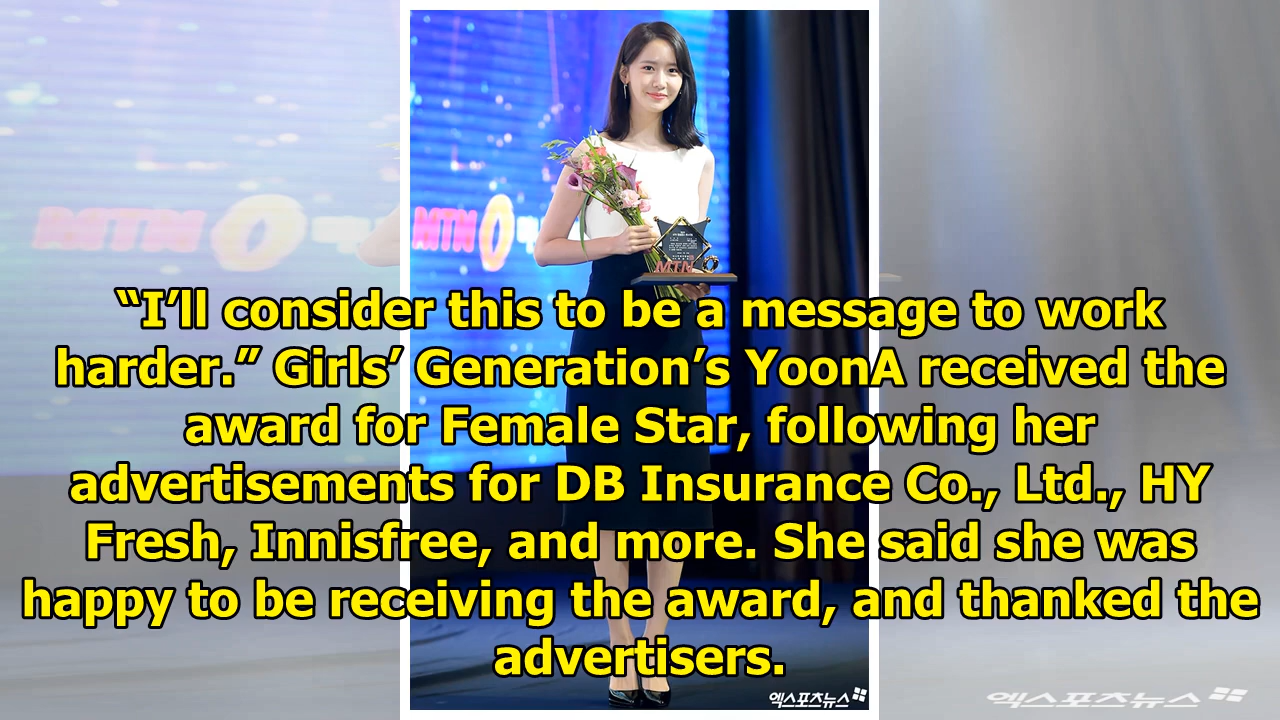 MTN
MTN
MTN
“I’ll consider this to be a message to work
harder.” Girls’ Generation’s YoonA received the
award for Female Star, following her
advertisements for DB Insurance Co., Ltd., HY
Fresh, Innisfree, and more. She said she was
happy to be receiving the award, and thanked the
advertisers.
엑스포츠뉴스
엑스포츠뉴스